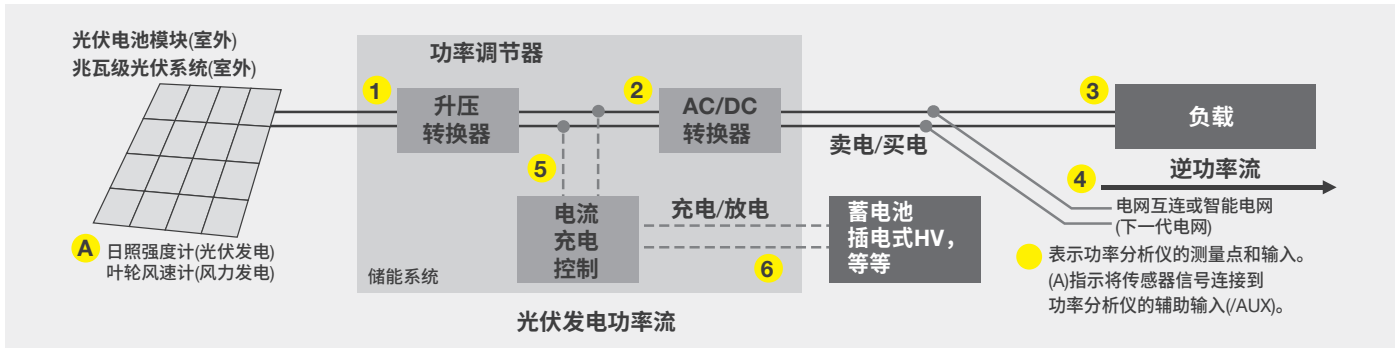 光伏电池模块(室外)
兆瓦级光伏系统(室外)
功率调节器
1
升压
转换器
2
AC/DC
转换器
3
负载
卖电/买电
逆功率流
4
电网互连或智能电网
(下一代电网)
5
电流
充电
控制
充电/放电
蓄电池
插电式HV，
等等
6
A
日照强度计(光伏发电)
叶轮风速计(风力发电)
储能系统
表示功率分析仪的测量点和输入。
(A)指示将传感器信号连接到
功率分析仪的辅助输入(/AUX)。
光伏发电功率流